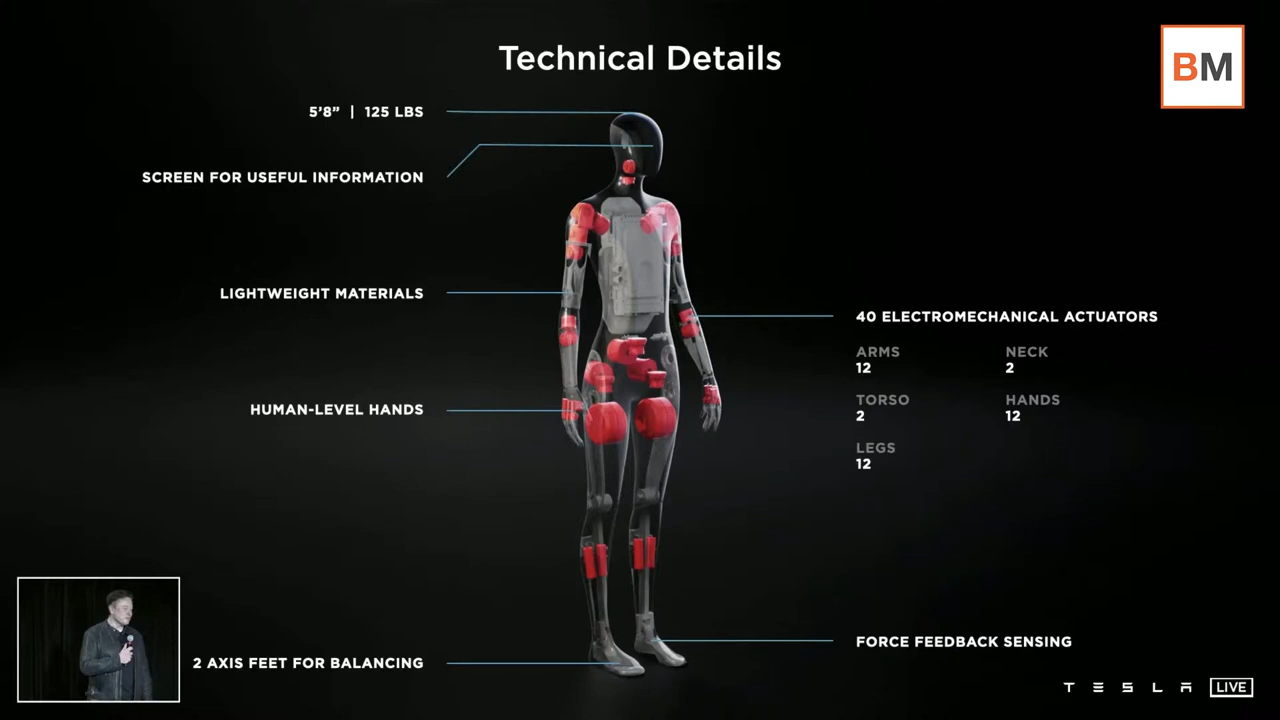 Technical Details
BM
5'8" | 125 LBS
SCREEN FOR USEFUL INFORMATION
LIGHTWEIGHT MATERIALS
HUMAN-LEVEL HANDS
2 AXIS FEET FOR BALANCING
40 ELECTROMECHANICAL ACTUATORS
ARMS
12
NECK
2
TORSO
2
HANDS
12
LEGS
12
FORCE FEEDBACK SENSING
TESLA LIVE